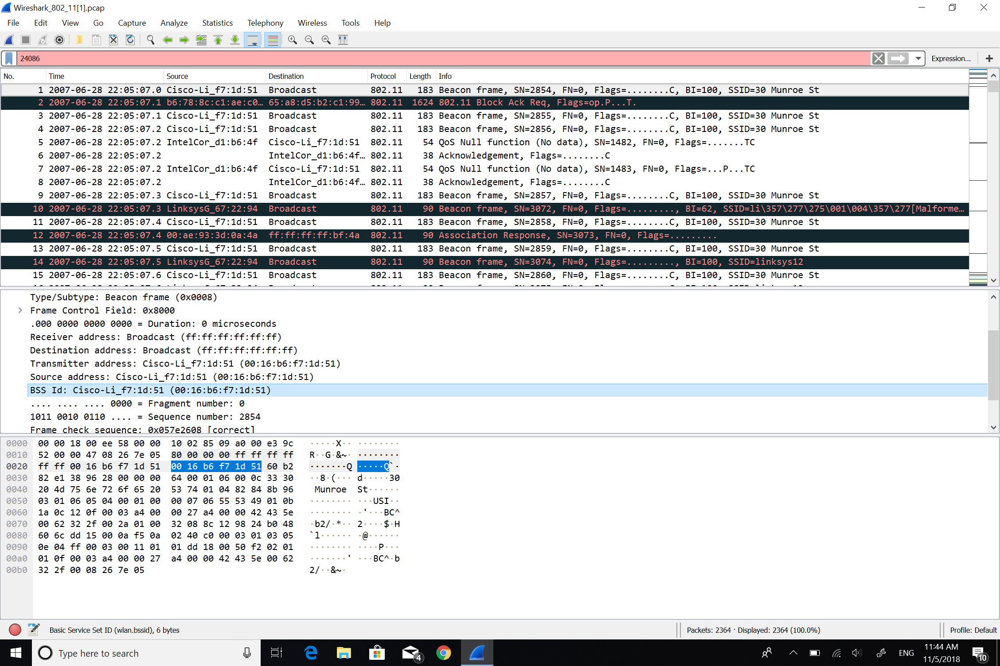 Wireshark_802_11[1].pcap
File Edit View Go Capture Analyze Statistics Telephony Wireless Tools Help
24086 Expression... +
No. Time Source Destination Protocol Length Info
1 2007-06-28 22:05:07.0 Cisco-Li_f7:1d:51 Broadcast 802.11 183 Beacon frame, SN=2854, FN=0, Flags=........C, BI=100, SSID=30 Munroe St
2 2007-06-28 22:05:07.1 b6:78:8c:c1:ae:c0… 65:a8:d5:b2:c1:99… 802.11 1624 802.11 Block Ack Req, Flags=op.P...T.
3 2007-06-28 22:05:07.1 Cisco-Li_f7:1d:51 Broadcast 802.11 183 Beacon frame, SN=2855, FN=0, Flags=........C, BI=100, SSID=30 Munroe St
4 2007-06-28 22:05:07.2 Cisco-Li_f7:1d:51 Broadcast 802.11 183 Beacon frame, SN=2856, FN=0, Flags=........C, BI=100, SSID=30 Munroe St
5 2007-06-28 22:05:07.2 IntelCor_d1:b6:4f Cisco-Li_f7:1d:51 802.11 54 QoS Null function (No data), SN=1482, FN=0, Flags=.......TC
6 2007-06-28 22:05:07.2 IntelCor_d1:b6:4f… 802.11 38 Acknowledgement, Flags=........C
7 2007-06-28 22:05:07.2 IntelCor_d1:b6:4f Cisco-Li_f7:1d:51 802.11 54 QoS Null function (No data), SN=1483, FN=0, Flags=...P...TC
8 2007-06-28 22:05:07.2 IntelCor_d1:b6:4f… 802.11 38 Acknowledgement, Flags=........C
9 2007-06-28 22:05:07.3 Cisco-Li_f7:1d:51 Broadcast 802.11 183 Beacon frame, SN=2857, FN=0, Flags=........C, BI=100, SSID=30 Munroe St
10 2007-06-28 22:05:07.3 LinksysG_67:22:94 Broadcast 802.11 90 Beacon frame, SN=3072, FN=0, Flags=........., BI=62, SSID=li\357\277\275\001\004\357\277[Malforme…
11 2007-06-28 22:05:07.4 Cisco-Li_f7:1d:51 Broadcast 802.11 183 Beacon frame, SN=2858, FN=0, Flags=........C, BI=100, SSID=30 Munroe St
12 2007-06-28 22:05:07.4 00:ae:93:3d:0a:4a ff:ff:ff:ff:bf:4a 802.11 90 Association Response, SN=3073, FN=0, Flags=.........
13 2007-06-28 22:05:07.5 Cisco-Li_f7:1d:51 Broadcast 802.11 183 Beacon frame, SN=2859, FN=0, Flags=........C, BI=100, SSID=30 Munroe St
14 2007-06-28 22:05:07.5 LinksysG_67:22:94 Broadcast 802.11 90 Beacon frame, SN=3074, FN=0, Flags=........., BI=100, SSID=linksys12
15 2007-06-28 22:05:07.6 Cisco-Li_f7:1d:51 Broadcast 802.11 183 Beacon frame, SN=2860, FN=0, Flags=........C, BI=100, SSID=30 Munroe St
Type/Subtype: Beacon frame (0x0008)
Frame Control Field: 0x8000
.000 0000 0000 0000 = Duration: 0 microseconds
Receiver address: Broadcast (ff:ff:ff:ff:ff:ff)
Destination address: Broadcast (ff:ff:ff:ff:ff:ff)
Transmitter address: Cisco-Li_f7:1d:51 (00:16:b6:f7:1d:51)
Source address: Cisco-Li_f7:1d:51 (00:16:b6:f7:1d:51)
BSS Id: Cisco-Li_f7:1d:51 (00:16:b6:f7:1d:51)
.... .... .... 0000 = Fragment number: 0
1011 0010 0110 .... = Sequence number: 2854
Frame check sequence: 0x057e2608 [correct]
0000 00 00 18 00 ee 58 00 00 10 02 85 09 a0 00 e3 9c ·····X·· ········
0010 52 00 00 47 08 26 7e 05 80 00 00 00 ff ff ff ff R··G·&~· ········
0020 ff ff 00 16 b6 f7 1d 51 00 16 b6 f7 1d 51 60 b2 ·······Q ·····Q`·
0030 82 e1 38 96 28 00 00 00 64 00 01 06 00 0c 33 30 ··8·(··· d·····30
0040 20 4d 75 6e 72 6f 65 20 53 74 01 04 82 84 8b 96 Munroe St······
0050 03 01 06 05 04 00 01 00 00 07 06 55 53 49 01 0b ········ ···USI··
0060 1a 0c 12 0f 00 03 a4 00 00 27 a4 00 00 42 43 5e ········ ·'···BC^
0070 00 62 32 2f 00 2a 01 00 32 08 8c 12 98 24 b0 48 ·b2/·*·· 2····$·H
0080 60 6c dd 15 00 0a f5 0a 02 40 c0 00 03 01 03 05 `l······ ·@······
0090 0e 04 ff 00 03 00 11 01 01 dd 18 00 50 f2 02 01 ········ ····P···
00a0 01 0f 00 03 a4 00 00 27 a4 00 00 42 43 5e 00 62 ·······' ···BC^·b
00b0 32 2f 00 08 26 7e 05 2/··&~·
Basic Service Set ID (wlan.bssid), 6 bytes Packets: 2364 · Displayed: 2364 (100.0%) Profile: Default
Type here to search 4 ENG 11:44 AM 10
11/5/2018